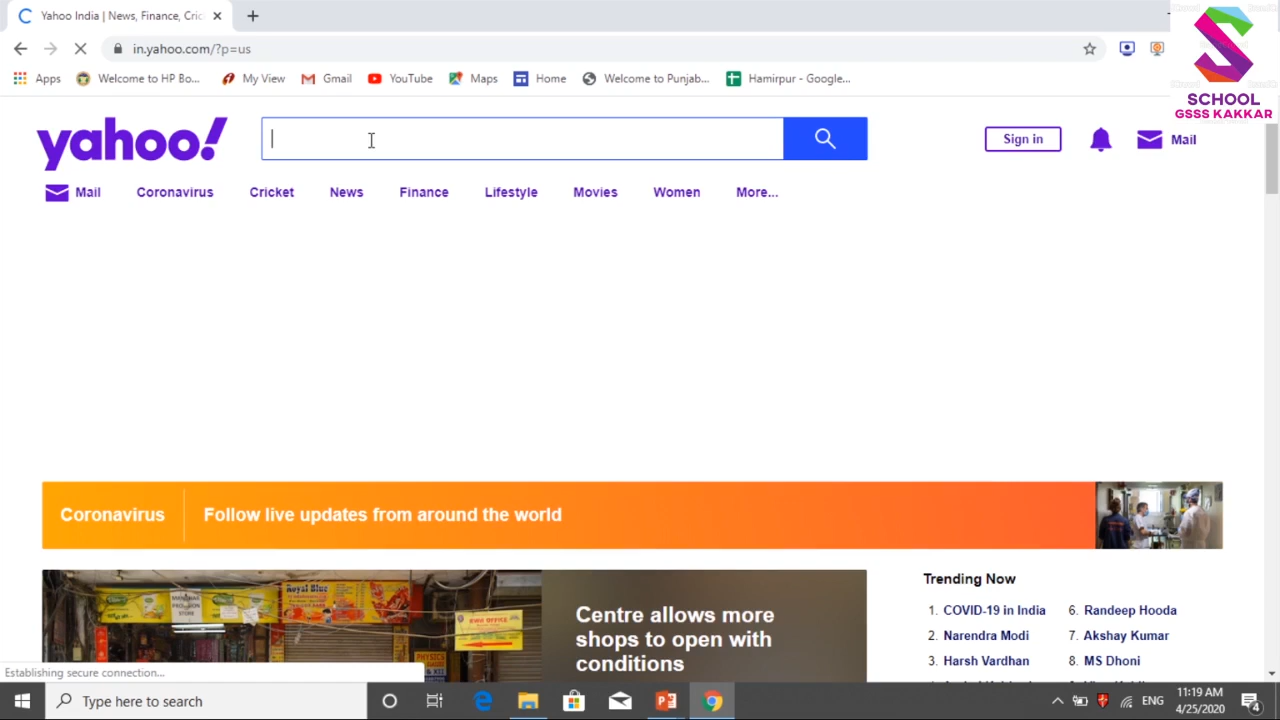 Yahoo India | News, Finance, Cric
in.yahoo.com/?p=us
Apps Welcome to HP Bo... My View Gmail YouTube Maps Home Welcome to Punjab... Hamirpur - Google...
SCHOOL
GSSS KAKKAR
yahoo!
Sign in
Mail
Mail Coronavirus Cricket News Finance Lifestyle Movies Women More...
Coronavirus Follow live updates from around the world
Royal Blue
Centre allows more
shops to open with
conditions
Trending Now
1. COVID-19 in India 6. Randeep Hooda
2. Narendra Modi 7. Akshay Kumar
3. Harsh Vardhan 8. MS Dhoni
Establishing secure connection...
Type here to search
ENG
11:19 AM
4/25/2020
4